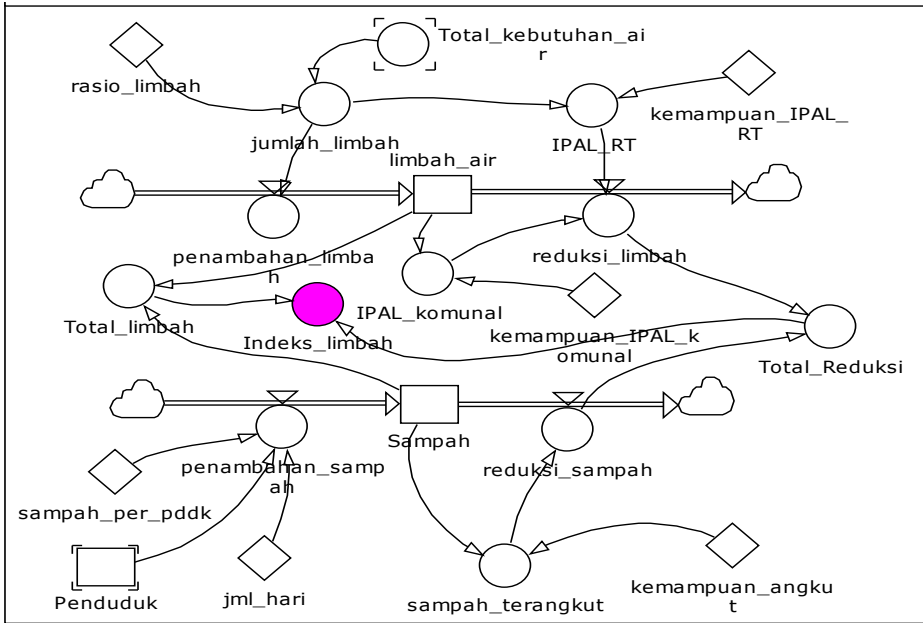 Total_kebutuhan_ai
r
rasio_limbah
kemampuan_IPAL_
RT
jumlah_limbah
IPAL_RT
limbah_air
penambahan_limba
h
reduksi_limbah
Total_limbah
Indeks_limbah
IPAL_komunal
kemampuan_IPAL_k
omunal
Total_Reduksi
Sampah
penambahan_samp
ah
reduksi_sampah
sampah_per_pddk
Penduduk
jml_hari
sampah_terangkut
kemampuan_angku
t